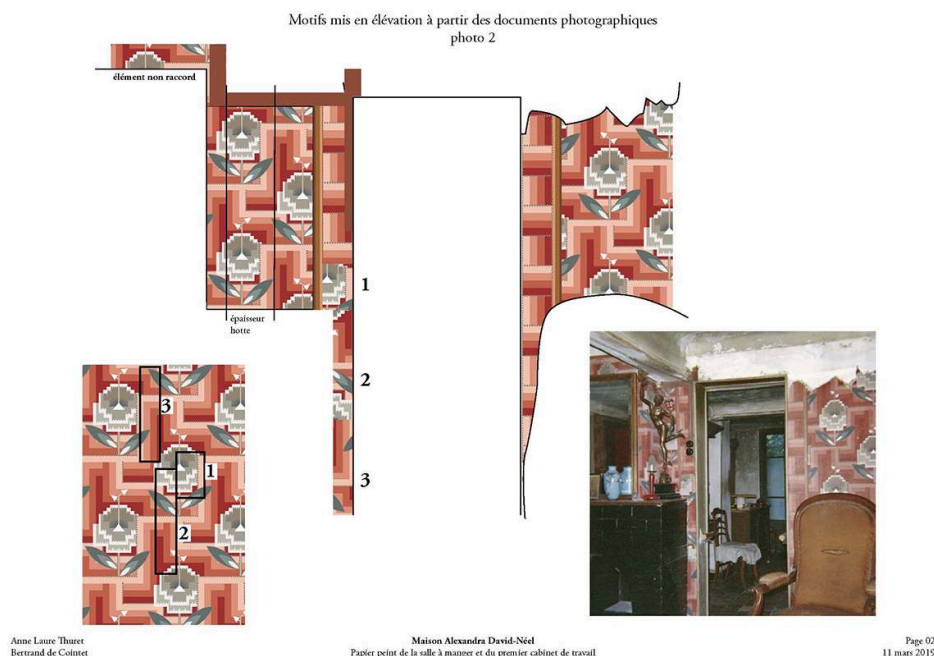 Motifs mis en élévation à partir des documents photographiques
photo 2
élément non raccord
épaisseur
hotte
1
2
3
3
1
2
Anne Laure Thuret
Bertrand de Cointet
Maison Alexandra David-Néel
Papier peint de la salle à manger et du premier cabinet de travail
Page 02
11 mars 2019